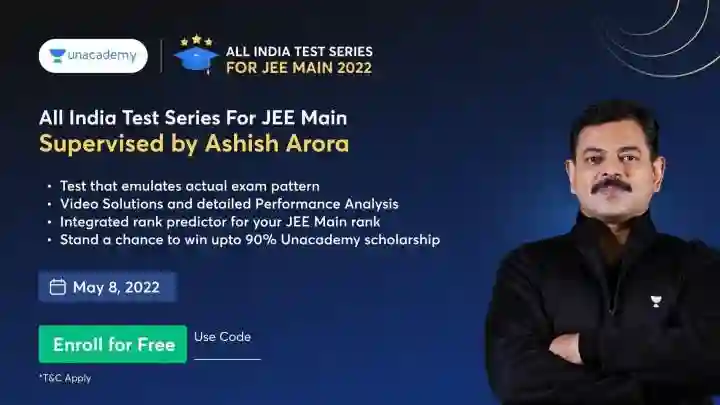 unacademy
ALL INDIA TEST SERIES
FOR JEE MAIN 2022
All India Test Series For JEE Main
Supervised by Ashish Arora
• Test that emulates actual exam pattern
• Video Solutions and detailed Performance Analysis
• Integrated rank predictor for your JEE Main rank
• Stand a chance to win upto 90% Unacademy scholarship
May 8, 2022
Enroll for Free
Use Code
*T&C Apply